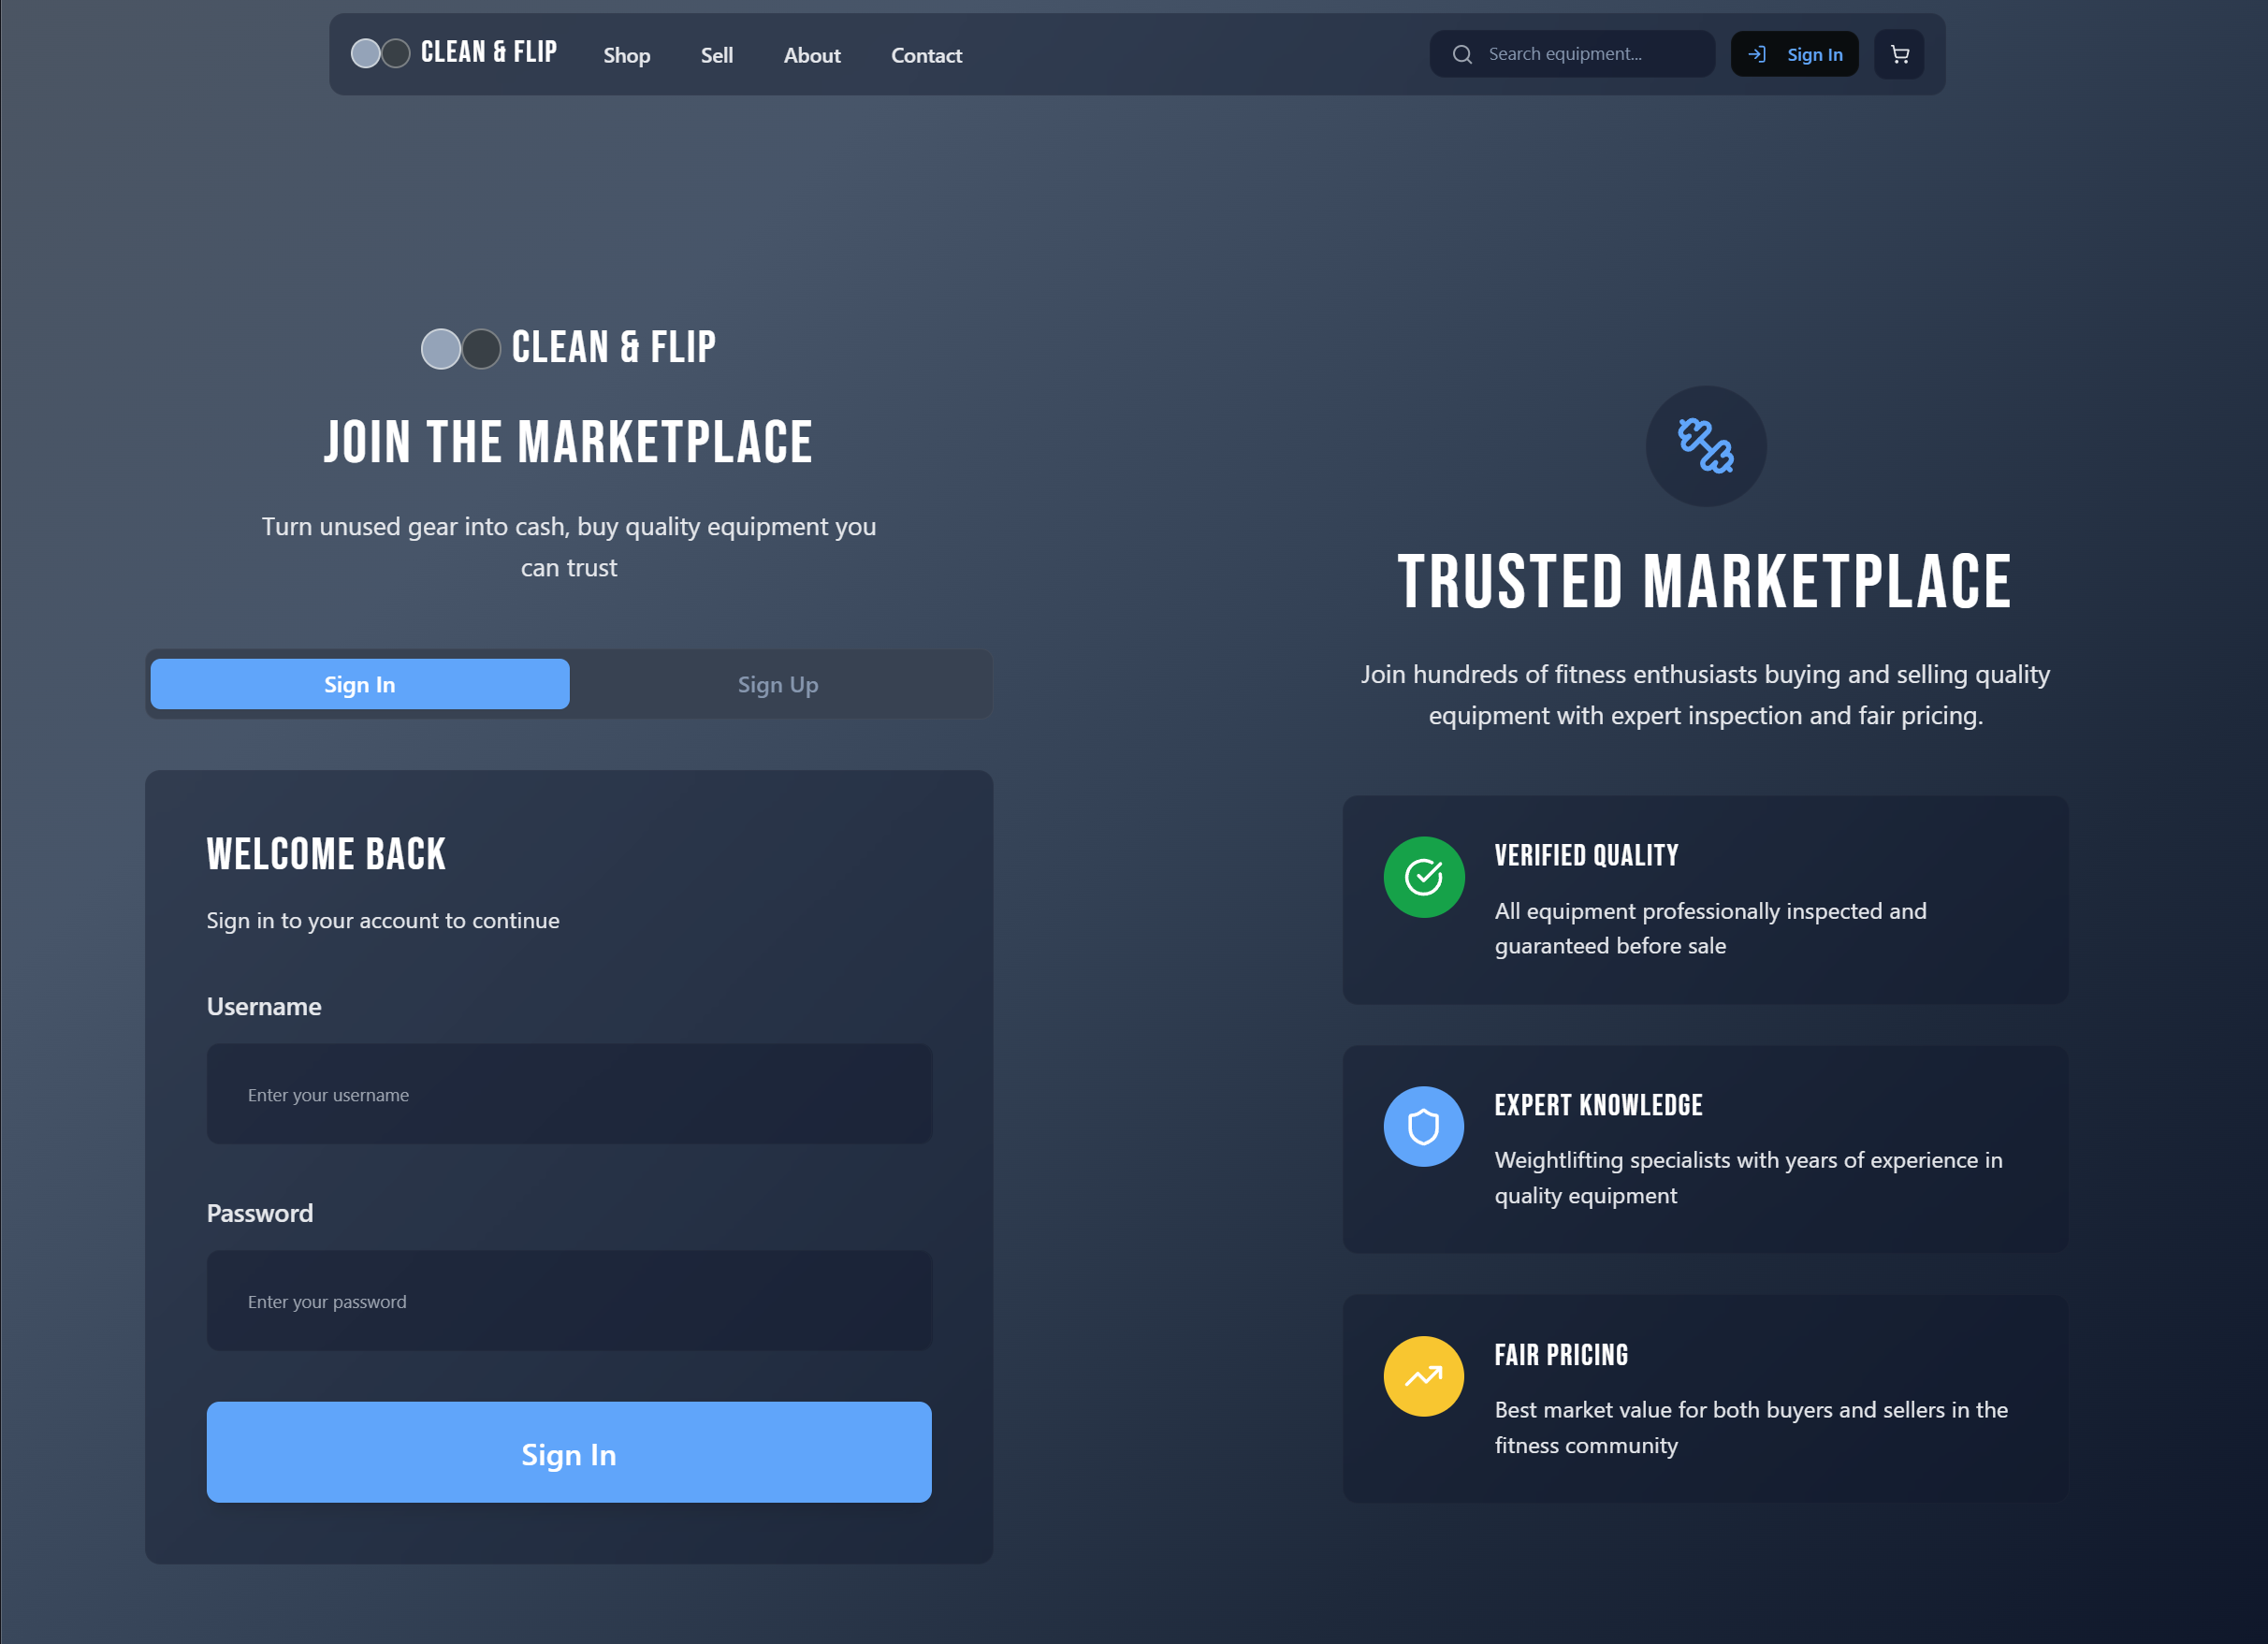 CLEAN & FLIP
Shop
Sell
About
Contact
Search equipment...
Sign In
CLEAN & FLIP
JOIN THE MARKETPLACE
Turn unused gear into cash, buy quality equipment you
can trust
Sign In
Sign Up
WELCOME BACK
Sign in to your account to continue
Username
Enter your username
Password
Enter your password
Sign In
TRUSTED MARKETPLACE
Join hundreds of fitness enthusiasts buying and selling quality
equipment with expert inspection and fair pricing.
VERIFIED QUALITY
All equipment professionally inspected and
guaranteed before sale
EXPERT KNOWLEDGE
Weightlifting specialists with years of experience in
quality equipment
FAIR PRICING
Best market value for both buyers and sellers in the
fitness community